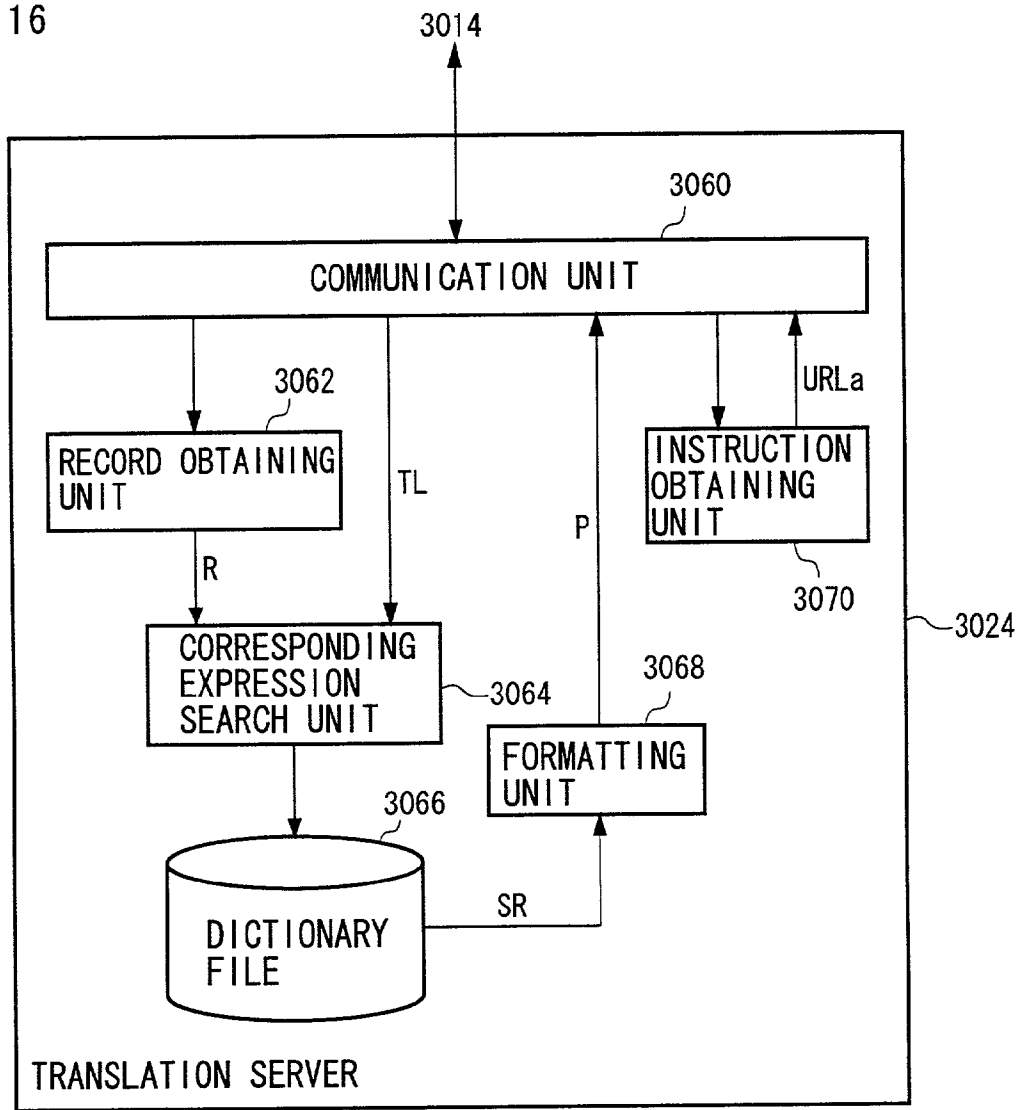 16
3014
3060
COMMUNICATION UNIT
3062
URLa
RECORD OBTAINING
UNIT
TL
INSTRUCTION
OBTAINING
UNIT
P
R
3070
3024
CORRESPONDING
EXPRESSION
SEARCH UNIT
3064
3068
FORMATTING
UNIT
3066
SR
DICTIONARY
FILE
TRANSLATION SERVER